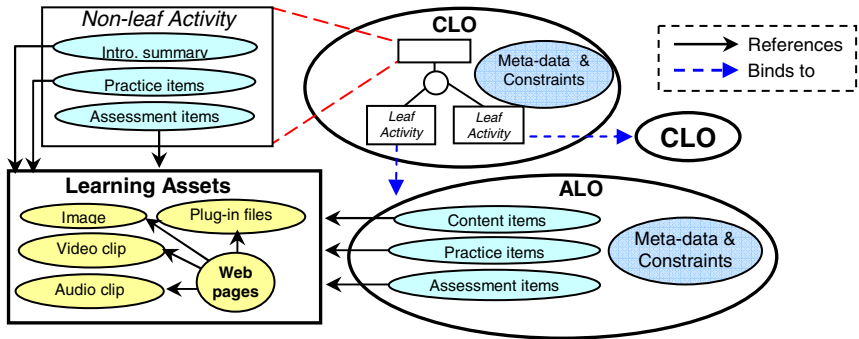 Non-leaf Activity
Intro. summary
Practice items
Assessment items
CLO
Meta-data &
Constraints
Leaf
Activity
Leaf
Activity
References
Binds to
CLO
Learning Assets
Image
Plug-in files
Video clip
Web
pages
Audio clip
ALO
Content items
Practice items
Assessment items
Meta-data &
Constraints